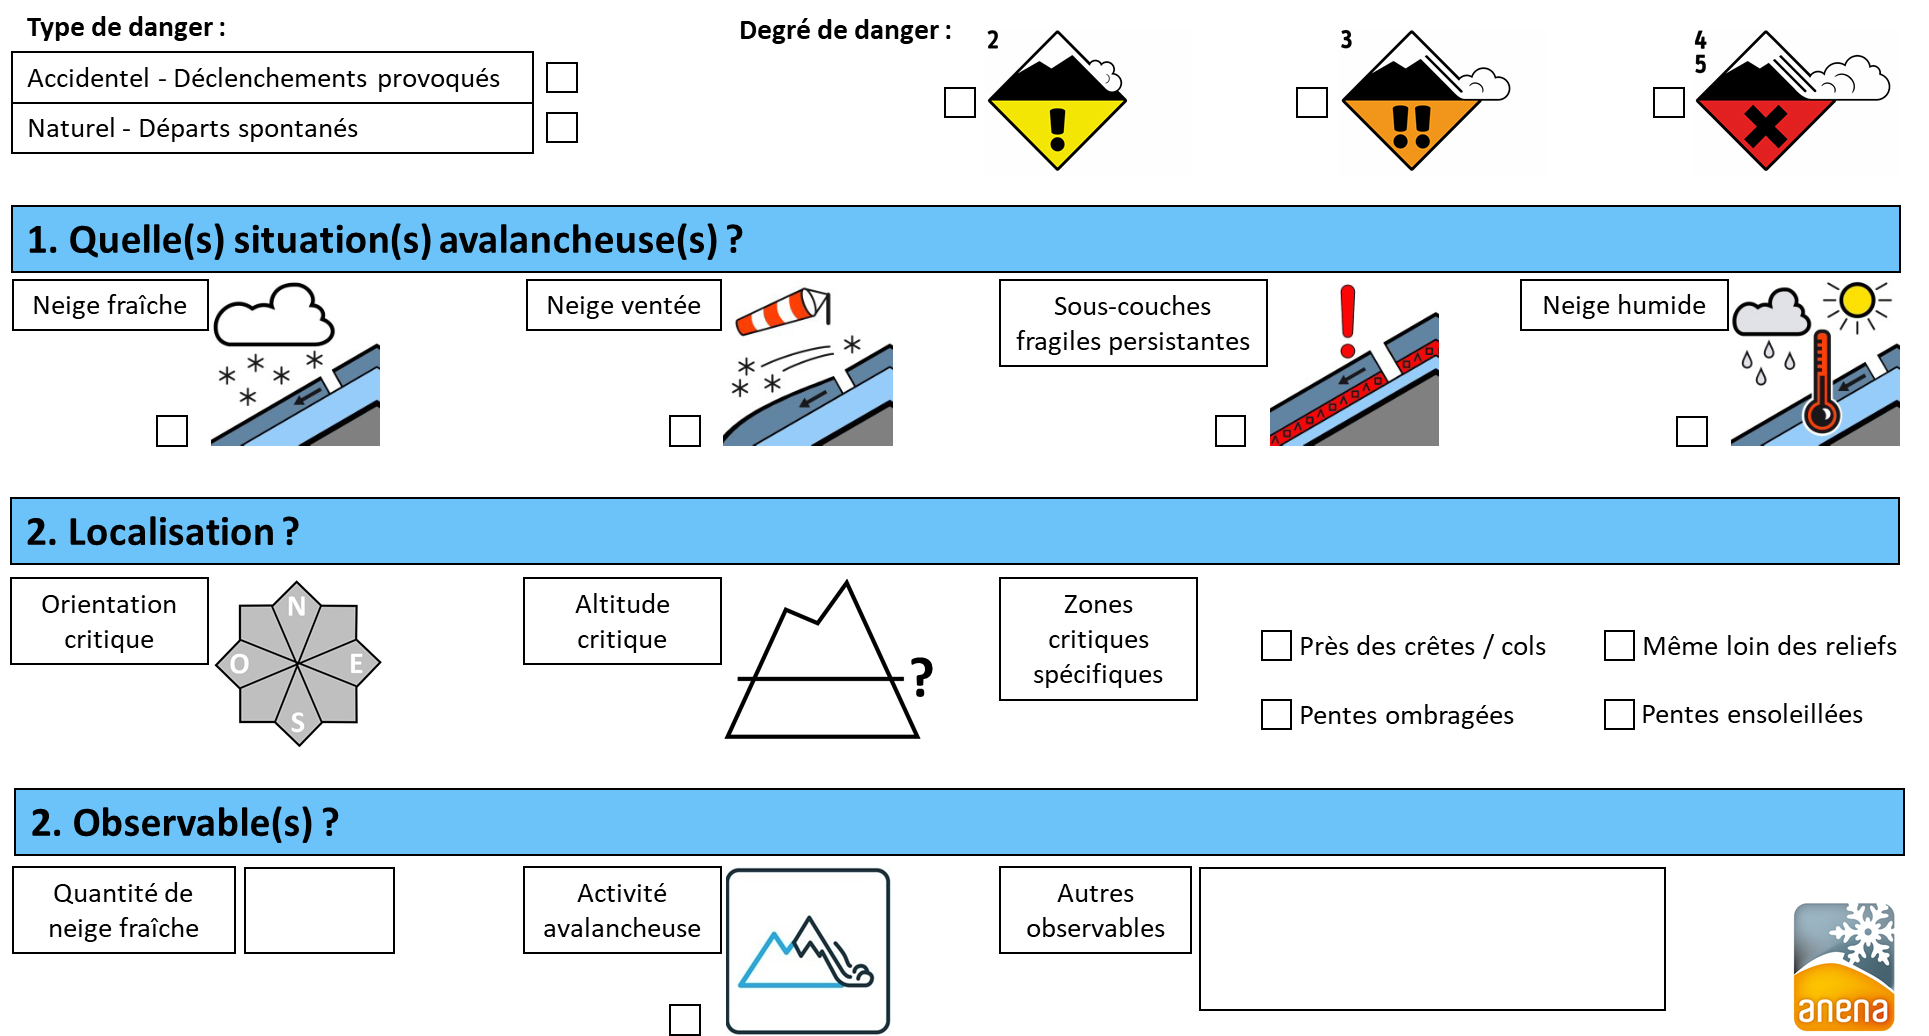 Type de danger :
Accidentel - Déclenchements provoqués
Naturel - Départs spontanés
Degré de danger :
2
3
4
5
1. Quelle(s) situation(s) avalancheuse(s) ?
Neige fraîche
Neige ventée
Sous-couches
fragiles persistantes
Neige humide
2. Localisation ?
Orientation
critique
N
O
E
S
Altitude
critique
?
Zones
critiques
spécifiques
Près des crêtes / cols
Même loin des reliefs
Pentes ombragées
Pentes ensoleillées
2. Observable(s) ?
Quantité de
neige fraîche
Activité
avalancheuse
Autres
observables
anena